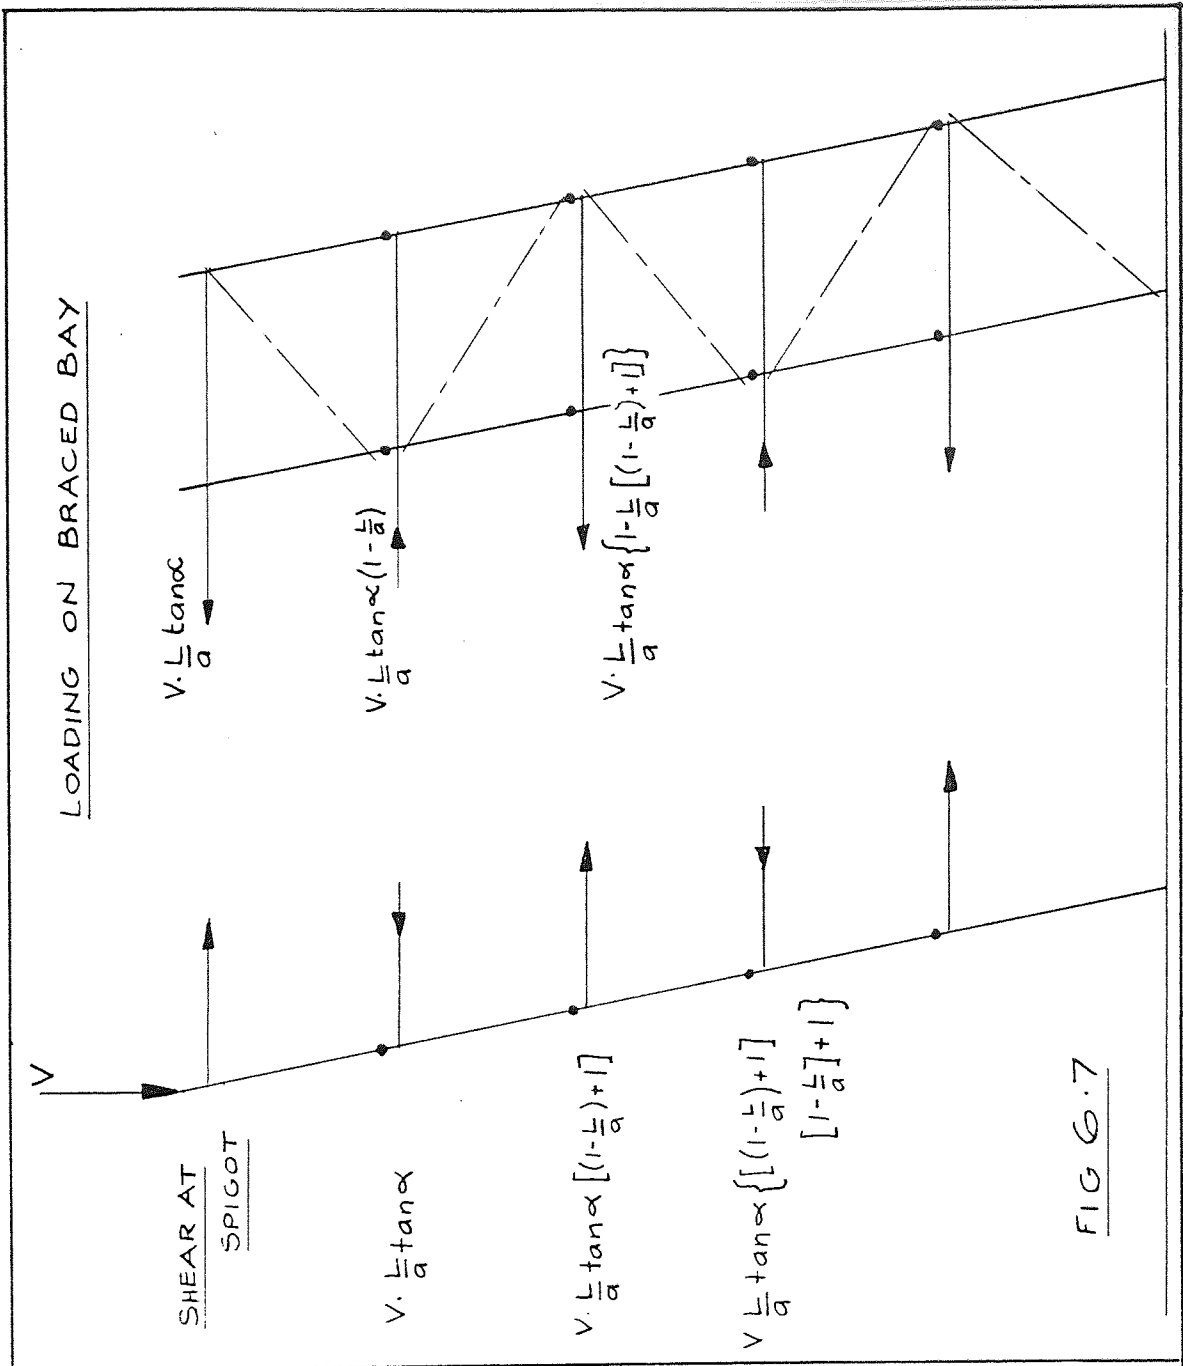 LOADING ON BRACED BAY
V
SHEAR AT
SPIGOT
V. L/a tanα
V. L/a tanα
V. L/a tanα (1 - L/a)
V. L/a tanα [(1 - L/a) + 1]
V. L/a tanα {1 - L/a [(1 - L/a) + 1]}
V L/a tanα {[(1 - L/a) + 1]
[1 - L/a] + 1}
FIG 6.7